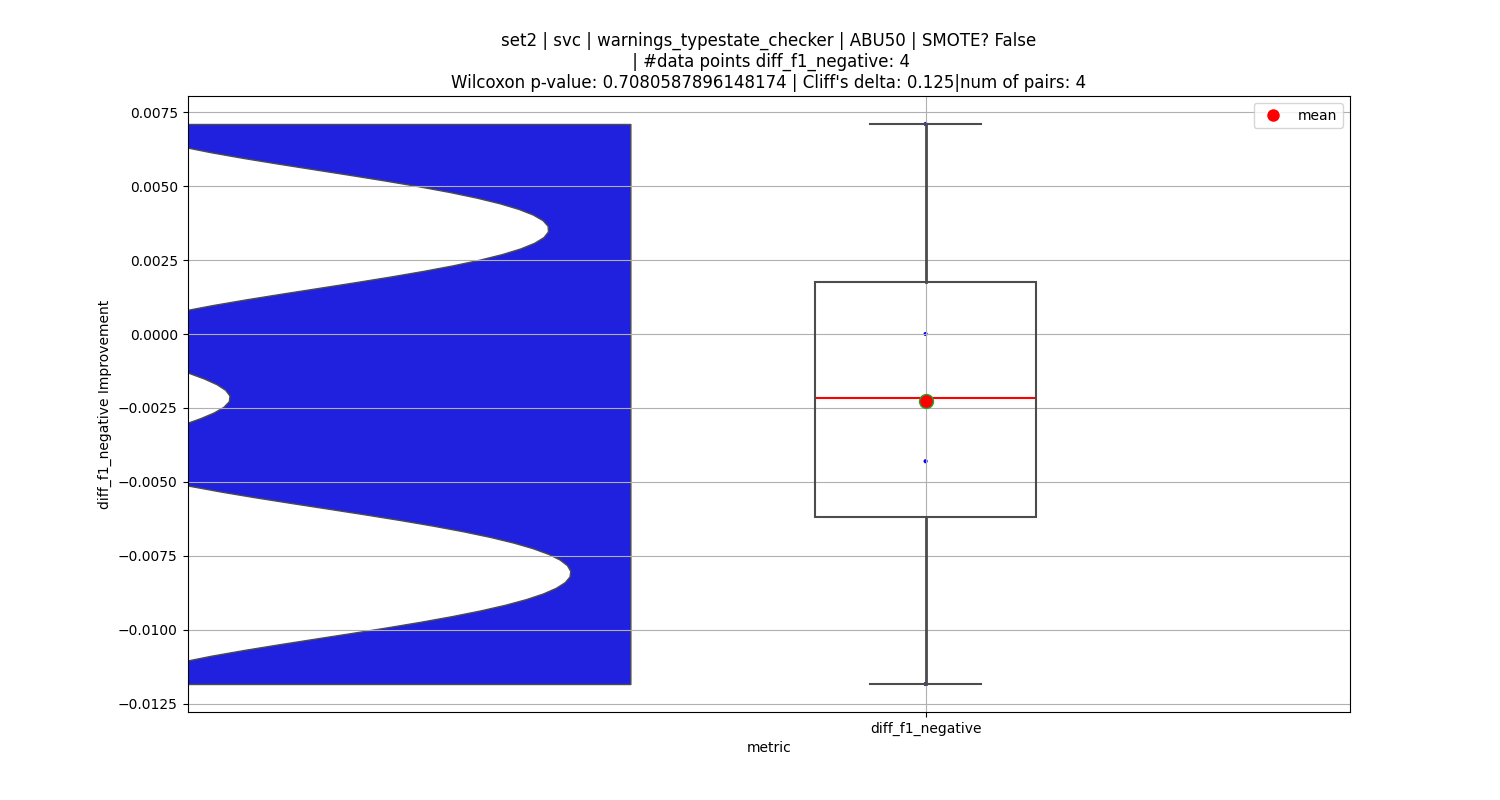 set2 | svc | warnings_typestate_checker | ABU50 | SMOTE? False
| #data points diff_f1_negative: 4
Wilcoxon p-value: 0.7080587896148174 | Cliff's delta: 0.125|num of pairs: 4
mean
0.0075
0.0050
0.0025
0.0000
−0.0025
−0.0050
−0.0075
−0.0100
−0.0125
diff_f1_negative Improvement
diff_f1_negative
metric